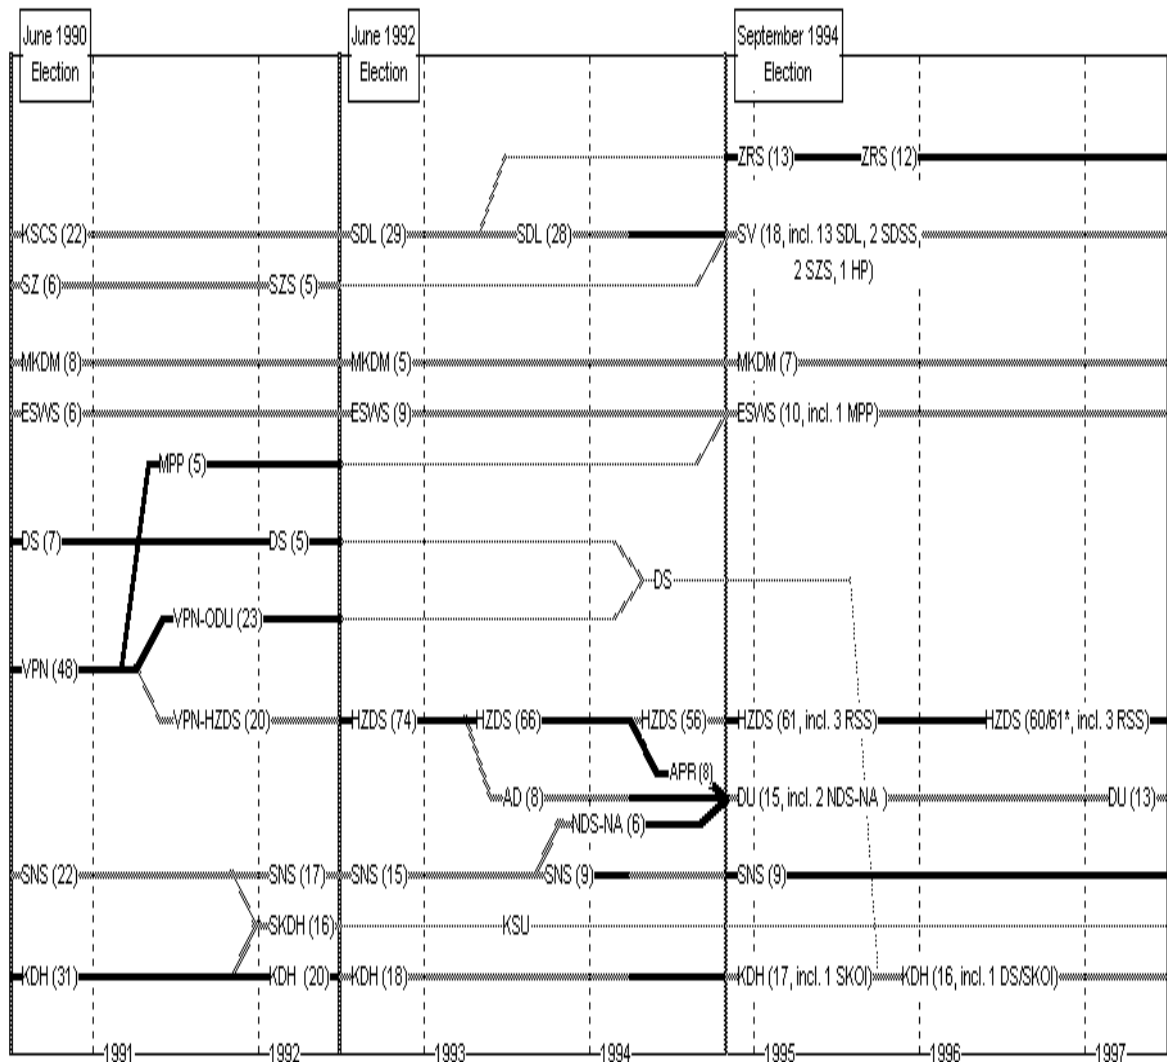 June 1990
Election
June 1992
Election
September 1994
Election
ZRS (13) ZRS (12)
KSCS (22) SDL (29) SDL (28) SV (18, incl. 13 SDL, 2 SDSS,
2 SZS, 1 HP)
SZ (6) SZS (5)
MKDM (8) MKDM (5) MKDM (7)
ESWS (6) ESWS (9) ESWS (10, incl. 1 MPP)
MPP (5)
DS (7) DS (5)
DS
VPN-ODU (23)
VPN (48)
VPN-HZDS (20) HZDS (74) HZDS (66) HZDS (56) HZDS (61, incl. 3 RSS) HZDS (60/61*, incl. 3 RSS)
APR (8)
AD (8) DU (15, incl. 2 NDS-NA ) DU (13)
NDS-NA (6)
SNS (22) SNS (17) SNS (15) SNS (9) SNS (9)
SKDH (16) KSU
KDH (31) KDH (20) KDH (18) KDH (17, incl. 1 SKOI) KDH (16, incl. 1 DS/SKOI)
1991 1992 1993 1994 1995 1996 1997